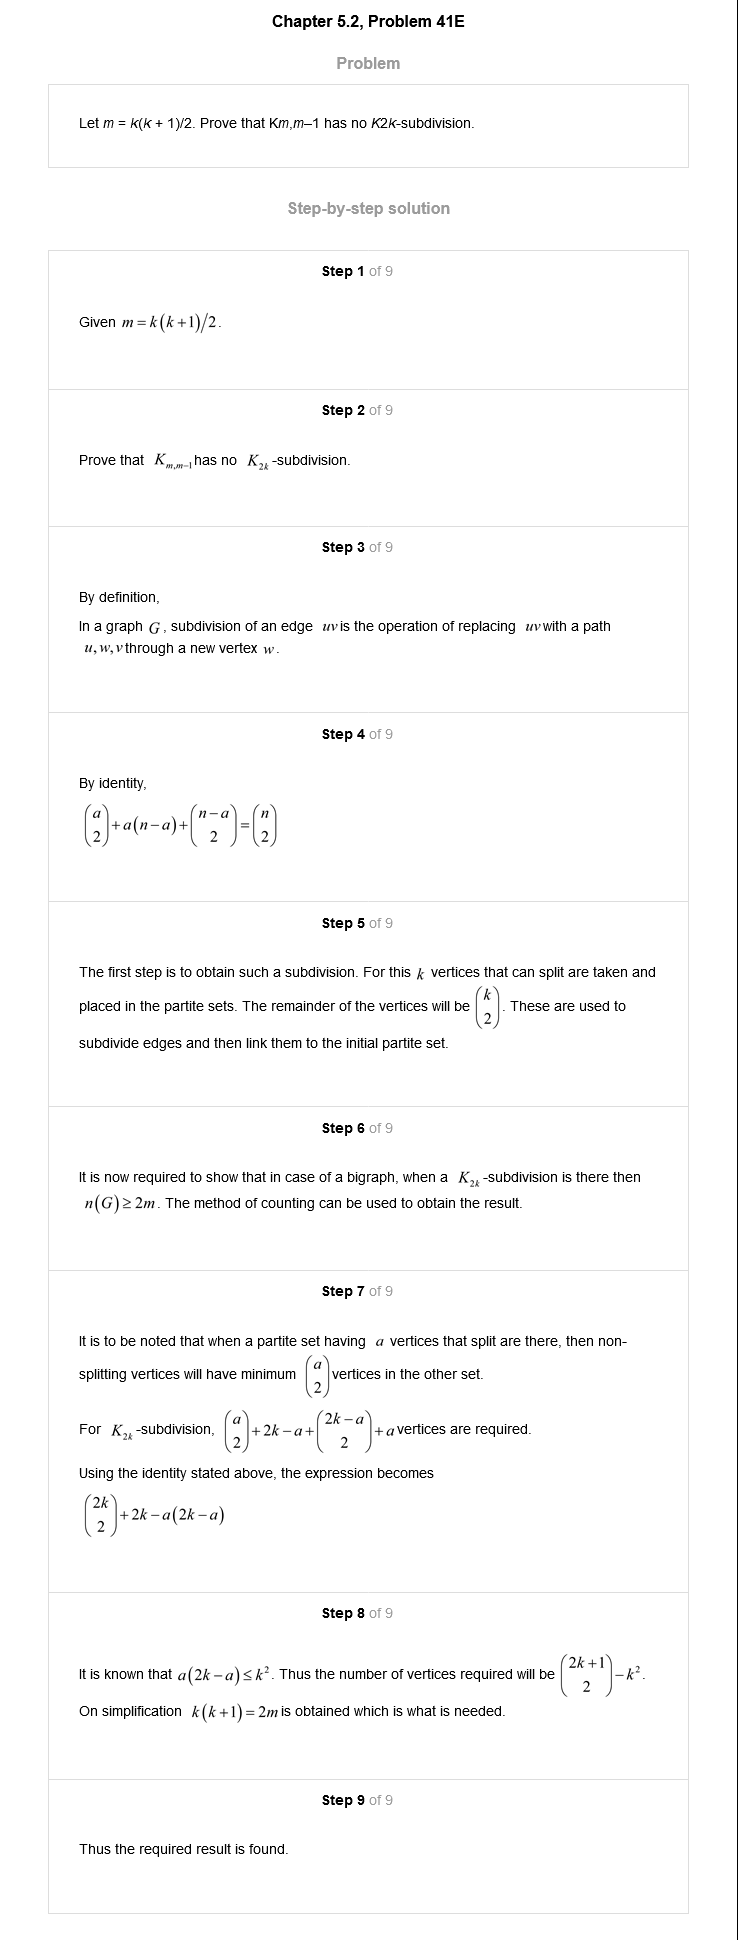 Chapter 5.2, Problem 41E
Problem
Let m = k(k + 1)/2. Prove that Km,m–1 has no K2k-subdivision.
Step-by-step solution
Step 1 of 9
Given m = k(k+1)/2.
Step 2 of 9
Prove that K_{m,m-1} has no K_{2k}-subdivision.
Step 3 of 9
By definition,
In a graph G, subdivision of an edge uv is the operation of replacing uv with a path
u, w, v through a new vertex w.
Step 4 of 9
By identity,
\binom{a}{2} + a(n-a) + \binom{n-a}{2} = \binom{n}{2}
Step 5 of 9
The first step is to obtain such a subdivision. For this k vertices that can split are taken and
placed in the partite sets. The remainder of the vertices will be \binom{k}{2}. These are used to
subdivide edges and then link them to the initial partite set.
Step 6 of 9
It is now required to show that in case of a bigraph, when a K_{2k}-subdivision is there then
n(G) ≥ 2m. The method of counting can be used to obtain the result.
Step 7 of 9
It is to be noted that when a partite set having a vertices that split are there, then non-
splitting vertices will have minimum \binom{a}{2} vertices in the other set.
For K_{2k}-subdivision, \binom{a}{2} + 2k - a + \binom{2k-a}{2} + a vertices are required.
Using the identity stated above, the expression becomes
\binom{2k}{2} + 2k - a(2k-a)
Step 8 of 9
It is known that a(2k-a) ≤ k^2. Thus the number of vertices required will be \binom{2k+1}{2} - k^2.
On simplification k(k+1) = 2m is obtained which is what is needed.
Step 9 of 9
Thus the required result is found.